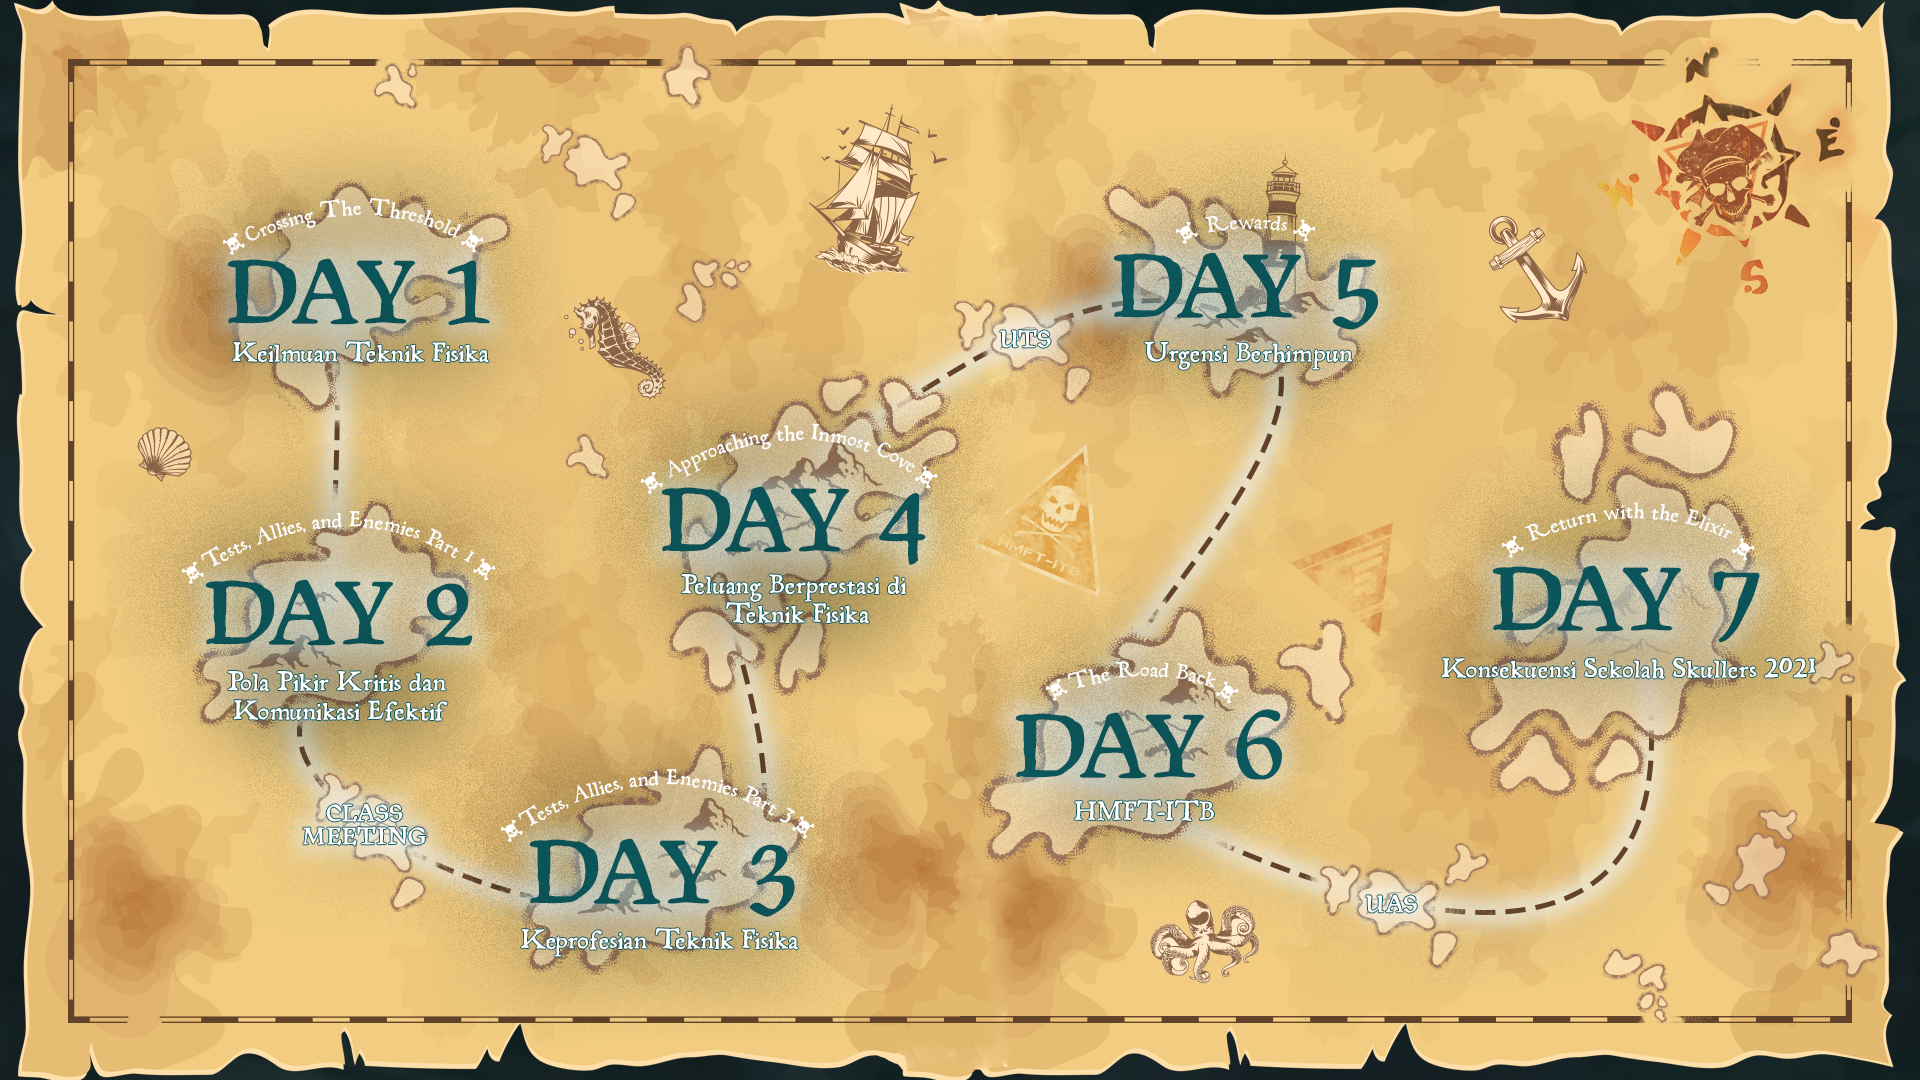 Crossing The Threshold
DAY 1
Keilmuan Teknik Fisika
Tests, Allies, and Enemies Part 1
DAY 2
Pola Pikir Kritis dan
Komunikasi Efektif
CLASS
MEETING
Tests, Allies, and Enemies Part 3
DAY 3
Keprofesian Teknik Fisika
Approaching the Inmost Cove
DAY 4
Peluang Berprestasi di
Teknik Fisika
UTS
Rewards
DAY 5
Urgensi Berhimpun
HMFT-ITB
The Road Back
DAY 6
HMFT-ITB
UAS
Return with the Elixir
DAY 7
Konsekuensi Sekolah Skullers 2021
N
E
S